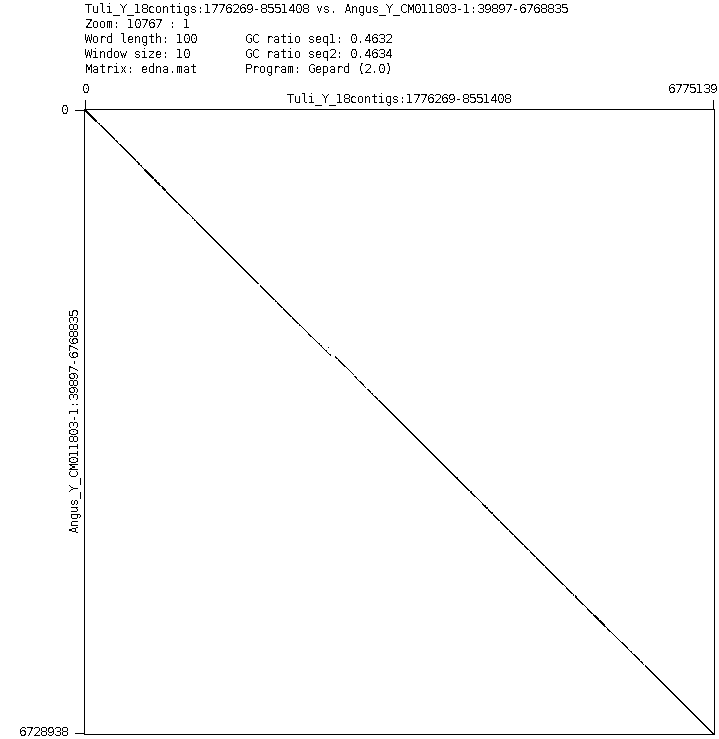 Tuli_Y_18contigs:1776269-8551408 vs. Angus_Y_CM011803-1:39897-6768835
Zoom: 10767 : 1
Word length: 100 GC ratio seq1: 0.4632
Window size: 10 GC ratio seq2: 0.4634
Matrix: edna.mat Program: Gepard (2.0)
0 6775139
Tuli_Y_18contigs:1776269-8551408
0
Angus_Y_CM011803-1:39897-6768835
6728938